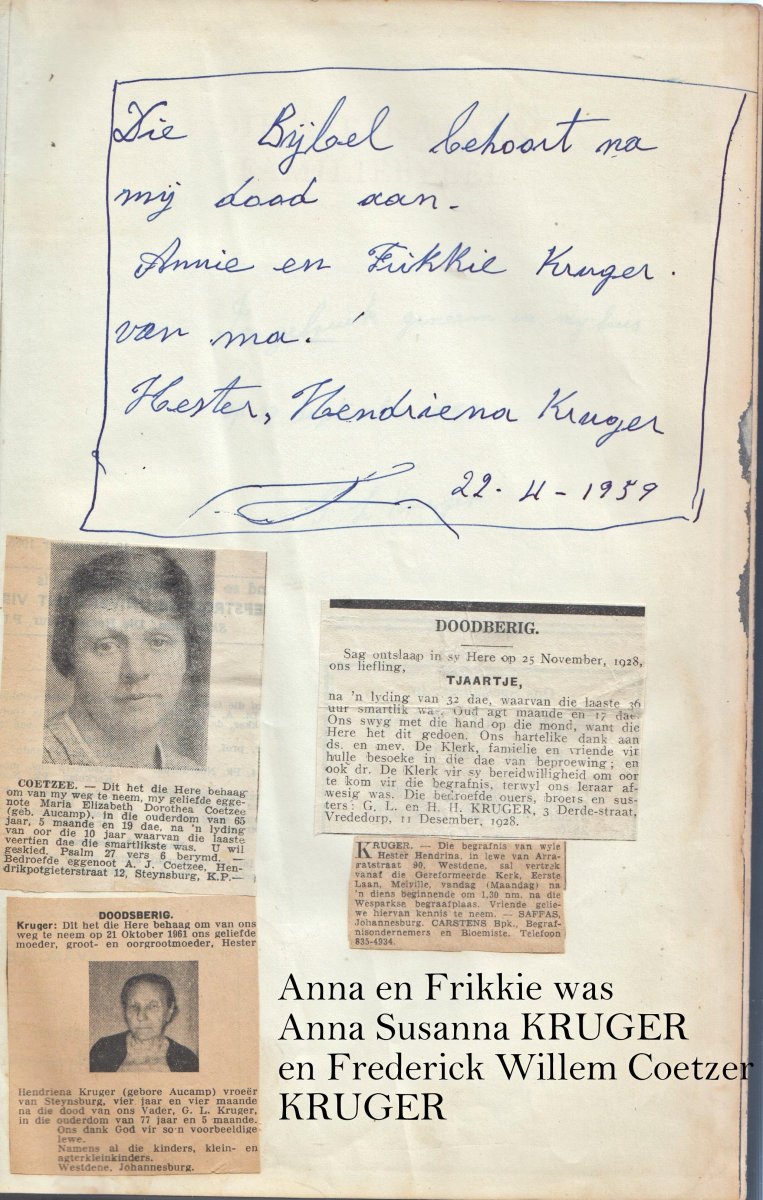 Die Bijbel behoort na
mij dood aan.
Annie en Frikkie Kruger.
van ma.
Hester, Hendriena Kruger
22-4-1959
COETZEE. — Dit het die Here behaag
om van my weg te neem, my geliefde egge-
note Maria Elizabeth Dorothea Coetzee
(geb. Aucamp), in die ouderdom van 65
jaar, 5 maande en 19 dae, na 'n lyding
van oor die 10 jaar waarvan die laaste
veertien dae die smartlikste was. U wil
geskied, Psalm 27 vers 6 berymd. —
Bedroefde eggenoot A. J. Coetzee, Hen-
drikpotgieterstraat 12, Steynsburg, K.P.—
DOODSBERIG.
Kruger: Dit het die Here behaag om van ons
weg te neem op 21 Oktober 1961 ons geliefde
moeder, groot- en oorgrootmoeder, Hester
Hendriena Kruger (gebore Aucamp) vroeër
van Steynsburg, vier jaar en vier maande
na die dood van ons Vader, G. L. Kruger,
in die ouderdom van 77 jaar en 5 maande.
Ons dank God vir so'n voorbeeldige
lewe.
Namens al die kinders, klein- en
agterkleinkinders.
Westdene, Johannesburg.
DOODBERIG.
Sag ontslaap in sy Here op 25 November, 1928,
ons liefling,
TJAARTJE,
na 'n lyding van 32 dae, waarvan die laaste 36
uur smartlik was. Oud agt maande en 17 dae.
Ons swyg met die hand op die mond, want die
Here het dit gedoen. Ons hartelike dank aan
ds. en mev. De Klerk, famielie en vriende vir
hulle besoeke in die dae van beproewing; en
ook dr. De Klerk vir sy bereidwilligheid om oor
te kom vir die begrafnis, terwyl ons leraar af-
wesig was. Die bedroefde ouers, broers en sus-
ters: G. L. en H. H. KRUGER, 3 Derde-straat,
Vrededorp, 11 Desember, 1928.
KRUGER. — Die begrafnis van wyle
Hester Hendrina, in lewe van Arra-
ratstraat 90, Westdene, sal vertrek
vanaf die Gereformeerde Kerk, Eerste
Laan, Melville, vandag (Maandag) na
'n diens beginnende om 1.30 nm. na die
Wesparkse begraafplaas. Vriende gelie-
we hiervan kennis te neem. — SAFFAS,
Johannesburg. CARSTENS Bpk., Begraf-
nisondernemers en Bloemiste. Telefoon
835-4934.
Anna en Frikkie was
Anna Susanna KRUGER
en Frederick Willem Coetzer
KRUGER